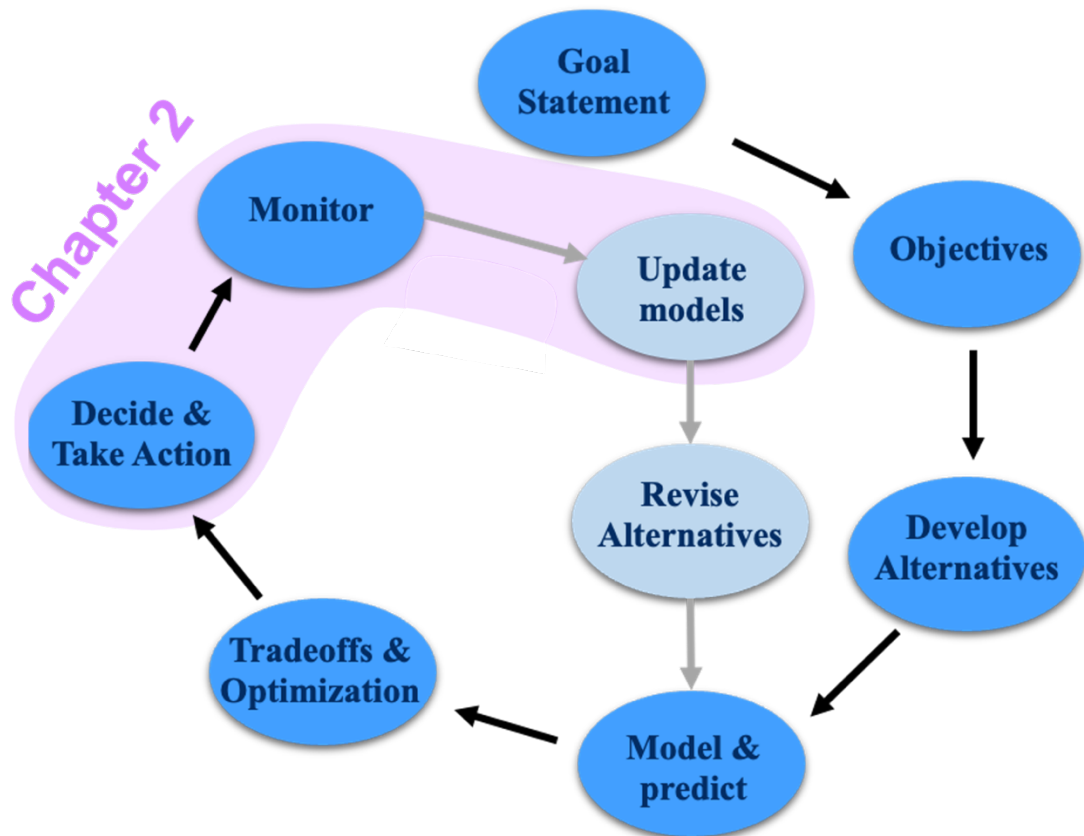 Goal
Statement
Chapter 2
Monitor
Objectives
Update
models
Decide &
Take Action
Revise
Alternatives
Develop
Alternatives
Tradeoffs &
Optimization
Model &
predict